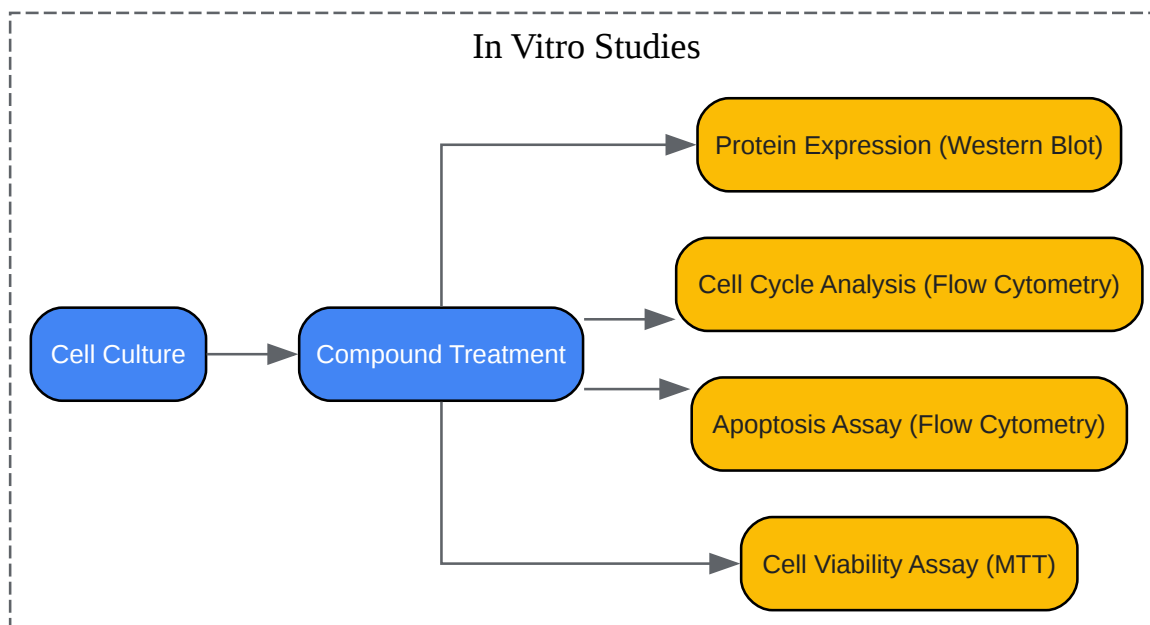 In Vitro Studies
Protein Expression (Western Blot)
Cell Cycle Analysis (Flow Cytometry)
Cell Culture
Compound Treatment
Apoptosis Assay (Flow Cytometry)
Cell Viability Assay (MTT)